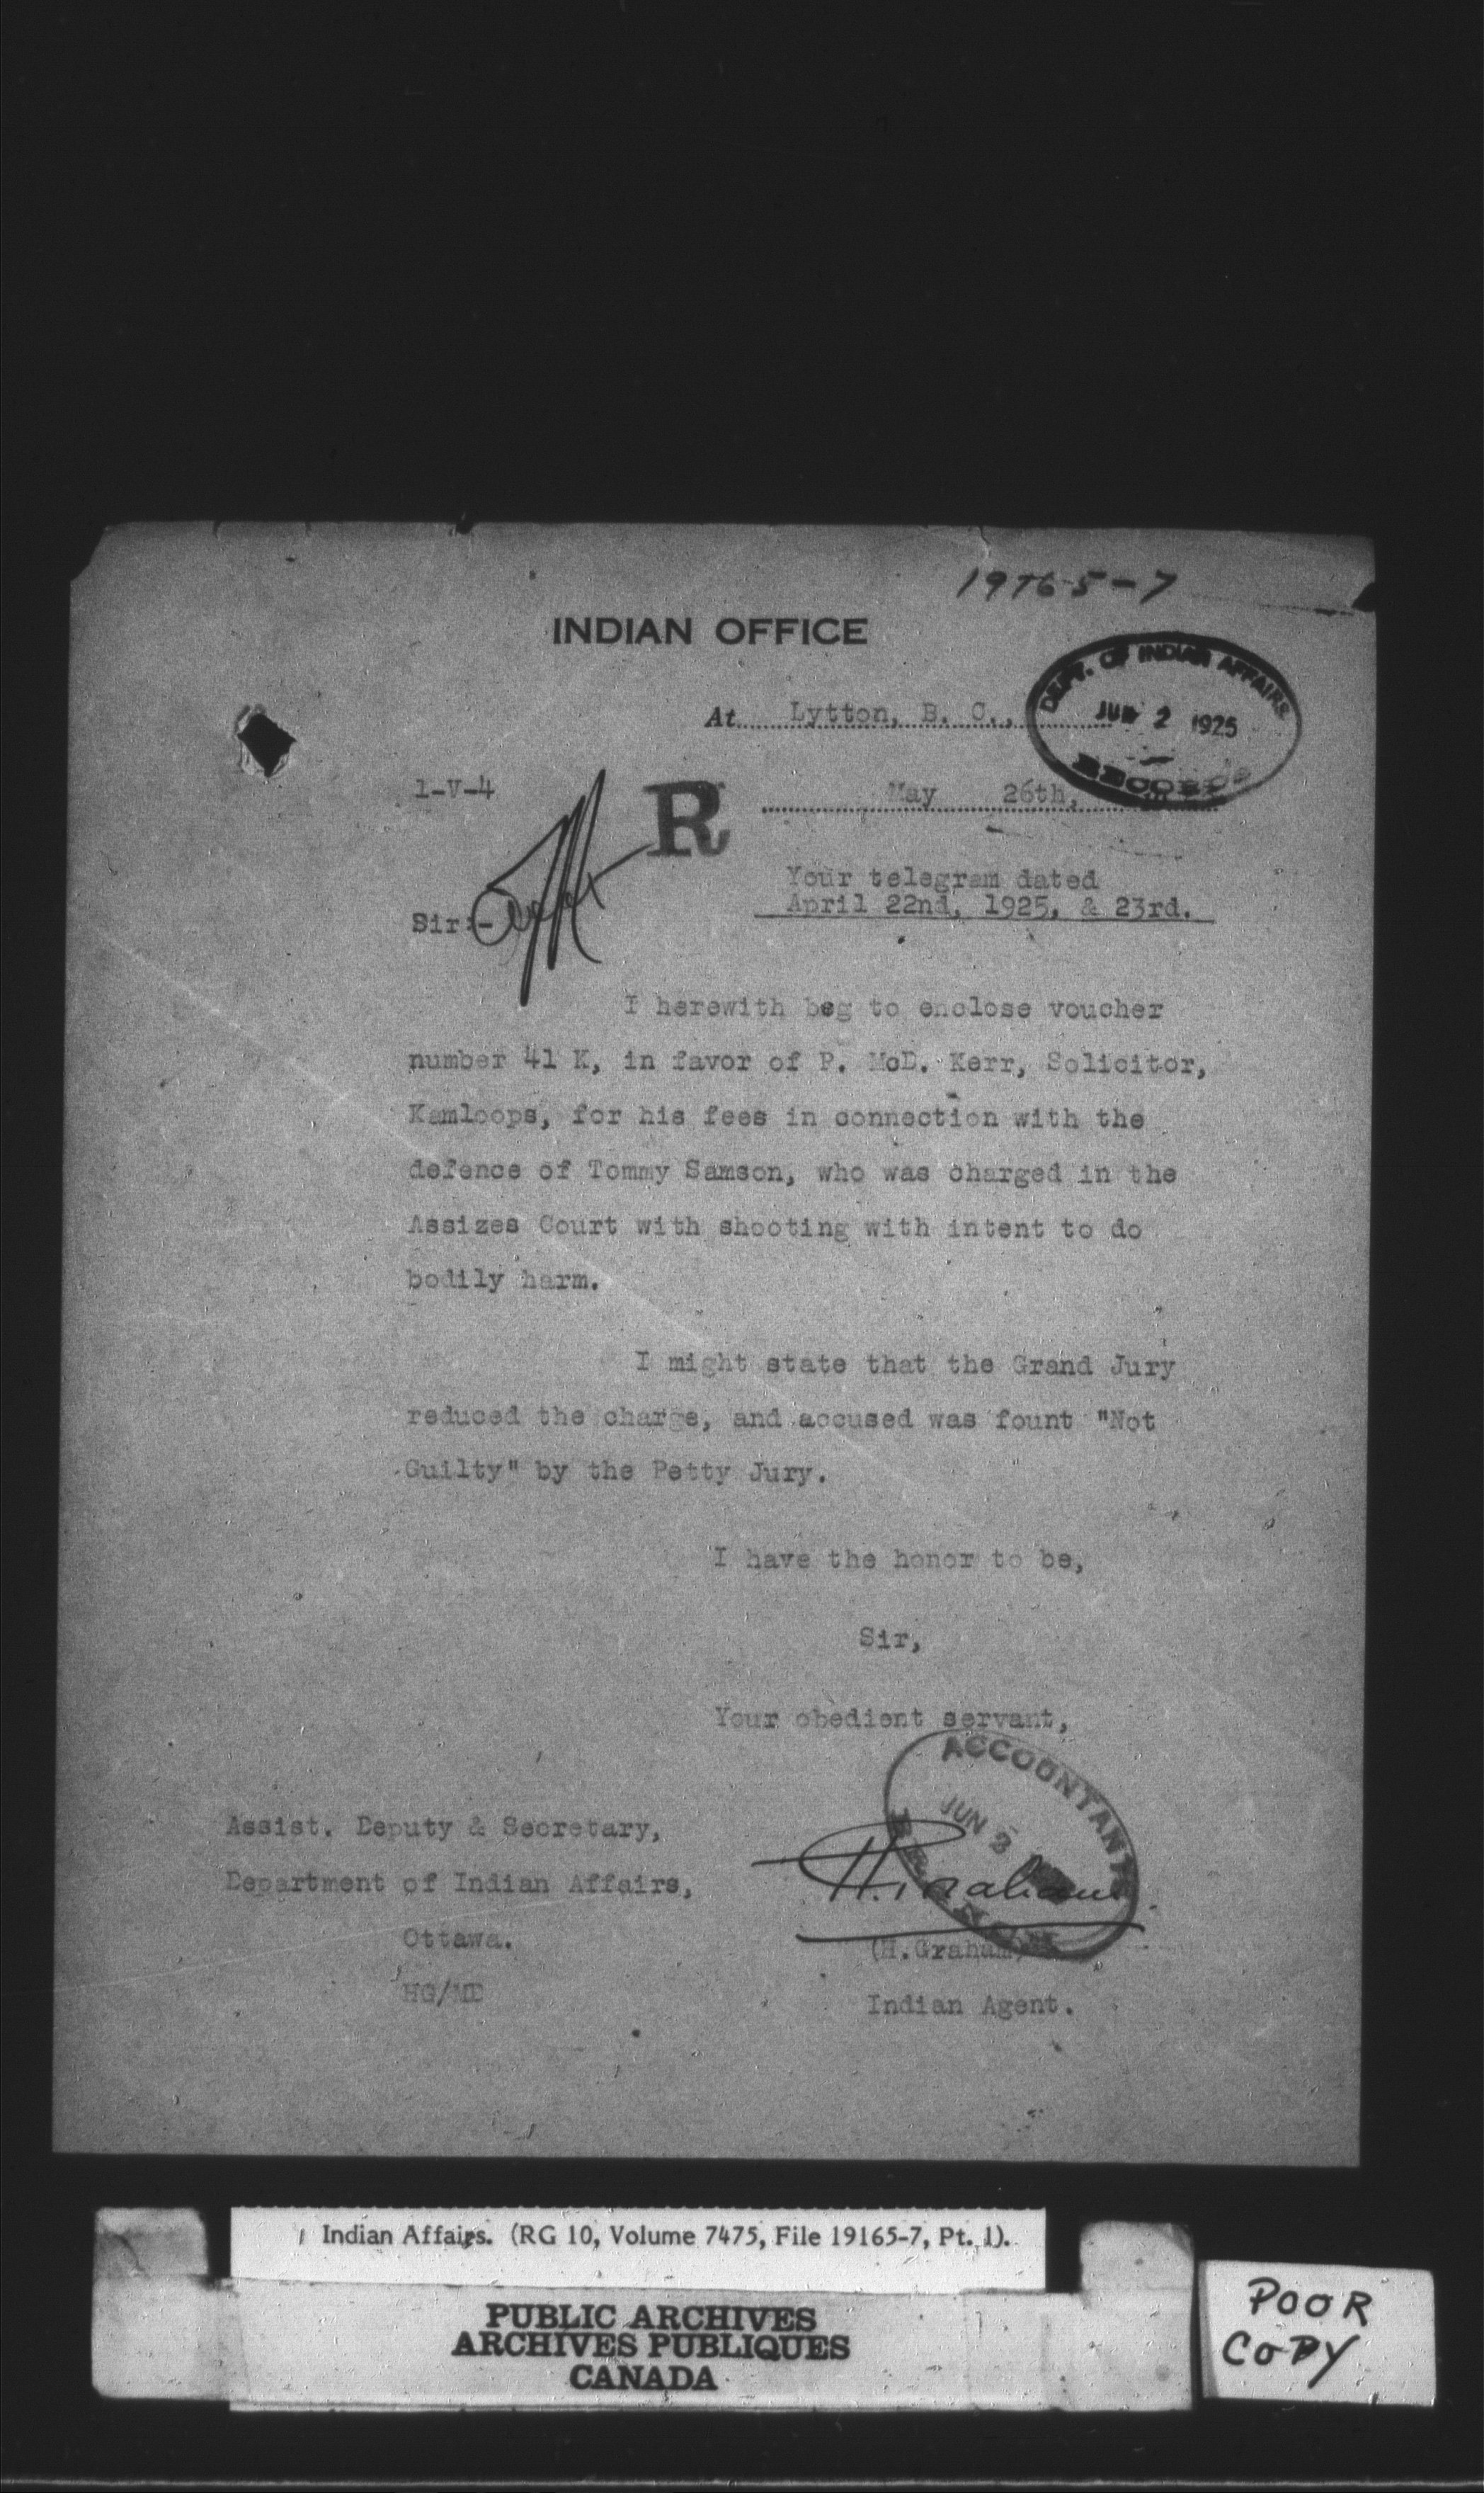 19765-7
INDIAN OFFICE
DEPT. OF INDIAN AFFAIRS
JUN 2 1925
RECORDS
At Lytton, B. C.,
1-V-4
R
May 26th,
Your telegram dated
April 22nd, 1925, & 23rd.
Sir:-
I herewith beg to enclose voucher
number 41 K, in favor of P. McD. Kerr, Solicitor,
Kamloops, for his fees in connection with the
defence of Tommy Samson, who was charged in the
Assizes Court with shooting with intent to do
bodily harm.
I might state that the Grand Jury
reduced the charge, and accused was fount "Not
Guilty" by the Petty Jury.
I have the honor to be,
Sir,
Your obedient servant,
ACCOUNTANT'S
JUN 3
BRANCH
Assist. Deputy & Secretary,
Department of Indian Affairs,
Ottawa.
HG/MD
H. Graham
(H.Graham)
Indian Agent.
Indian Affairs. (RG 10, Volume 7475, File 19165-7, Pt. 1).
PUBLIC ARCHIVES
ARCHIVES PUBLIQUES
CANADA
POOR
COPY